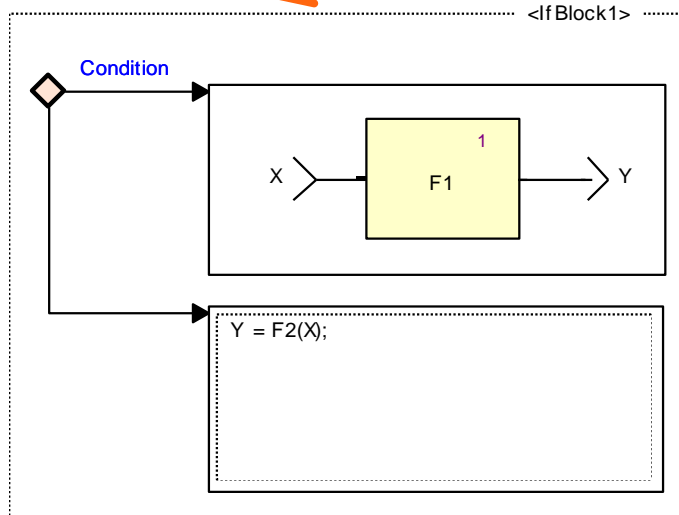 <If Block1>
Condition
1
X
F1
Y
Y = F2(X);